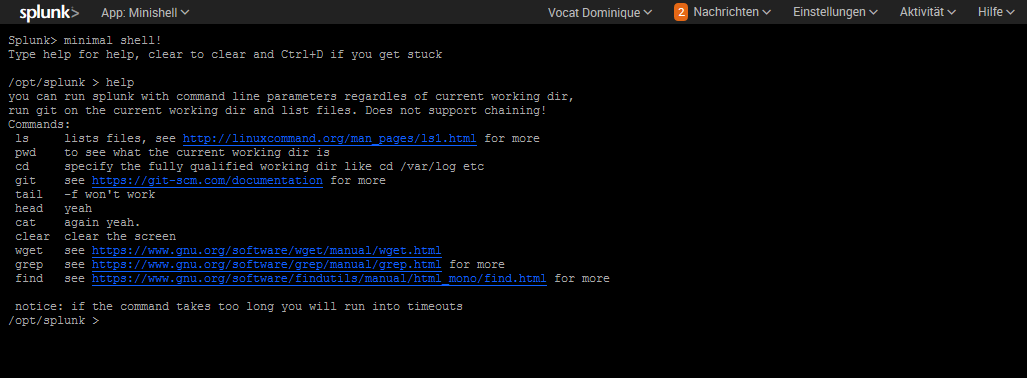 splunk> App: Minishell Vocat Dominique 2 Nachrichten Einstellungen Aktivität Hilfe
Splunk> minimal shell!
Type help for help, clear to clear and Ctrl+D if you get stuck
/opt/splunk > help
you can run splunk with command line parameters regardles of current working dir,
run git on the current working dir and list files. Does not support chaining!
Commands:
ls lists files, see http://linuxcommand.org/man_pages/ls1.html for more
pwd to see what the current working dir is
cd specify the fully qualified working dir like cd /var/log etc
git see https://git-scm.com/documentation for more
tail -f won't work
head yeah
cat again yeah.
clear clear the screen
wget see https://www.gnu.org/software/wget/manual/wget.html
grep see https://www.gnu.org/software/grep/manual/grep.html for more
find see https://www.gnu.org/software/findutils/manual/html_mono/find.html for more
notice: if the command takes too long you will run into timeouts
/opt/splunk >